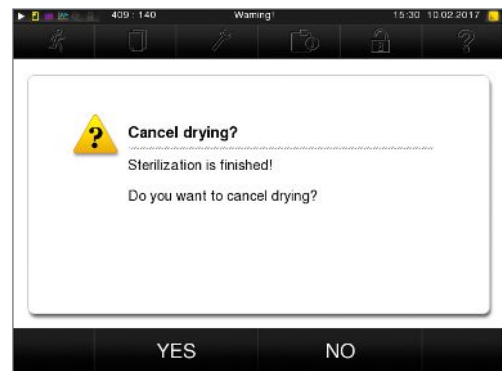 409 : 140 Warning! 15:30 10.02.2017
Cancel drying?
Sterilization is finished!
Do you want to cancel drying?
YES NO